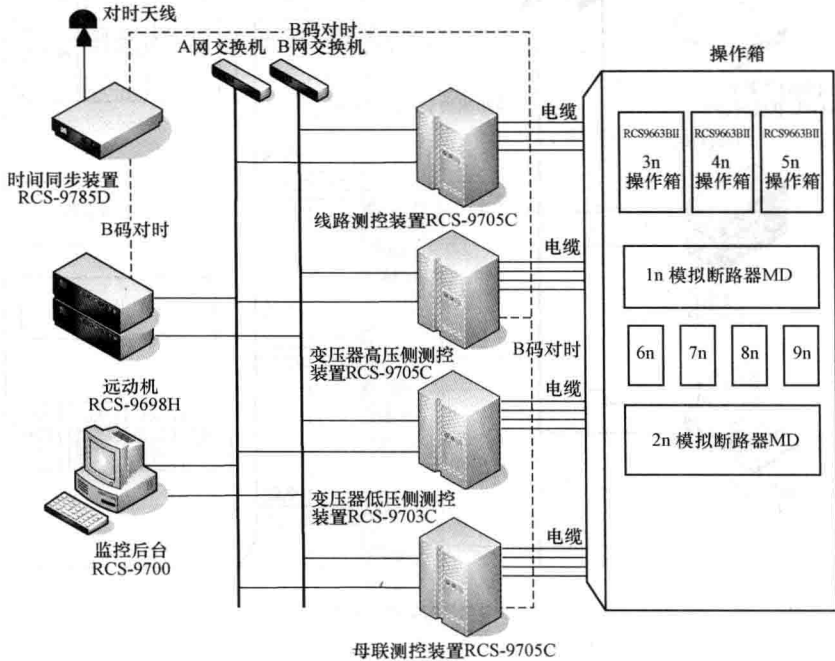 对时天线
B码对时
A网交换机 B网交换机
操作箱
电缆
RCS9663BII RCS9663BII RCS9663BII
3n 4n 5n
操作箱 操作箱 操作箱
时间同步装置
RCS-9785D
线路测控装置RCS-9705C
B码对时
电缆
1n 模拟断路器MD
变压器高压侧测控
装置RCS-9705C
B码对时
6n 7n 8n 9n
远动机
RCS-9698H
电缆
2n 模拟断路器MD
变压器低压侧测控
装置RCS-9703C
监控后台
RCS-9700
电缆
母联测控装置RCS-9705C